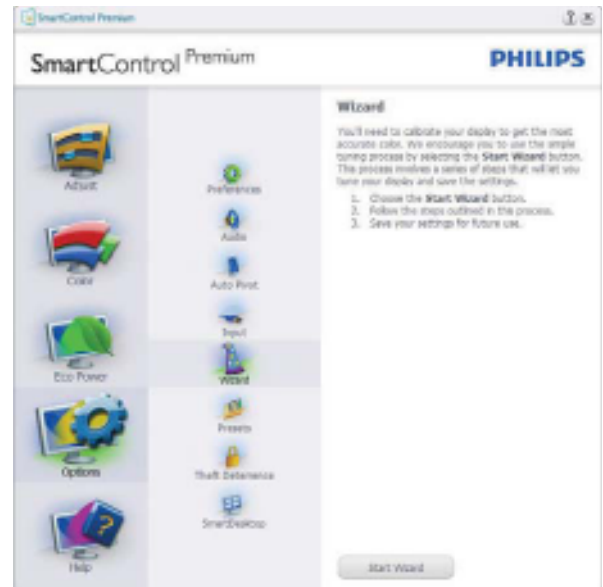 SmartControl Premium
SmartControl Premium
PHILIPS
Adjust
Color
Eco Power
Options
Help
Preferences
Audio
Auto Pivot
Input
Wizard
Presets
Theft Deterrence
SmartDesktop
Wizard
You'll need to calibrate your display to get the most
accurate color. We encourage you to use the simple
tuning process by selecting the Start Wizard button.
This process involves a series of steps that will let you
tune your display and save the settings.
1. Choose the Start Wizard button.
2. Follow the steps outlined in the process.
3. Save your settings for future use.
Start Wizard